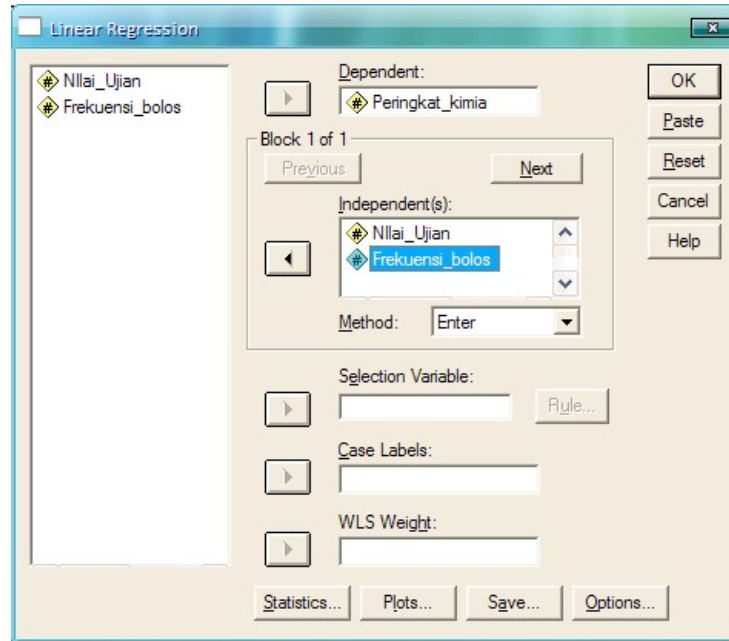 Linear Regression
NIlai_Ujian
Frekuensi_bolos
Dependent:
Peringkat_kimia
Block 1 of 1
Previous
Next
Independent(s):
NIlai_Ujian
Frekuensi_bolos
Method:
Enter
Selection Variable:
Rule...
Case Labels:
WLS Weight:
OK
Paste
Reset
Cancel
Help
Statistics...
Plots...
Save...
Options...